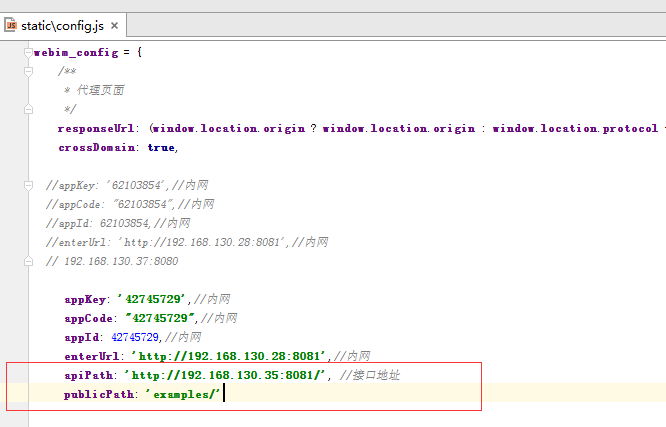 static\config.js
webim_config = {
/**
* 代理页面
*/
responseUrl: (window.location.origin ? window.location.origin : window.location.protocol
crossDomain: true,
//appKey: '62103854',//内网
//appCode: "62103854",//内网
//appId: 62103854,//内网
//enterUrl: 'http://192.168.130.28:8081',//内网
// 192.168.130.37:8080
appKey: '42745729',//内网
appCode: "42745729",//内网
appId: 42745729,//内网
enterUrl: 'http://192.168.130.28:8081',//内网
apiPath: 'http://192.168.130.35:8081/', //接口地址
publicPath: 'examples/'